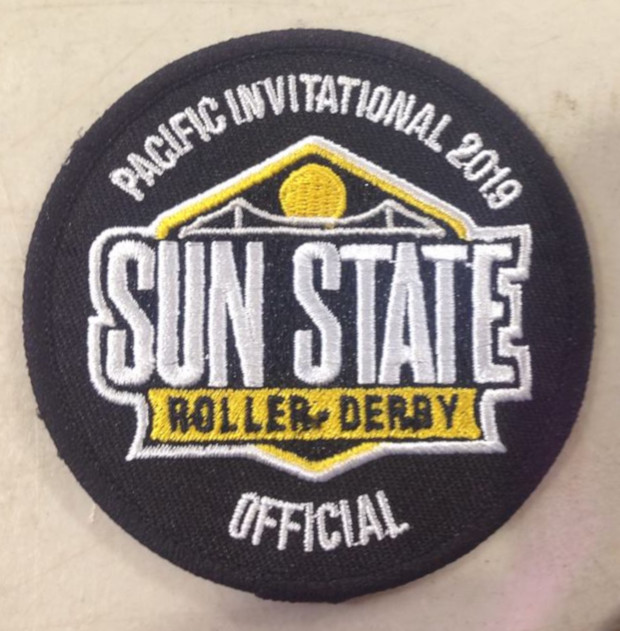 PACIFIC INVITATIONAL 2019
SUN STATE
ROLLER DERBY
OFFICIAL